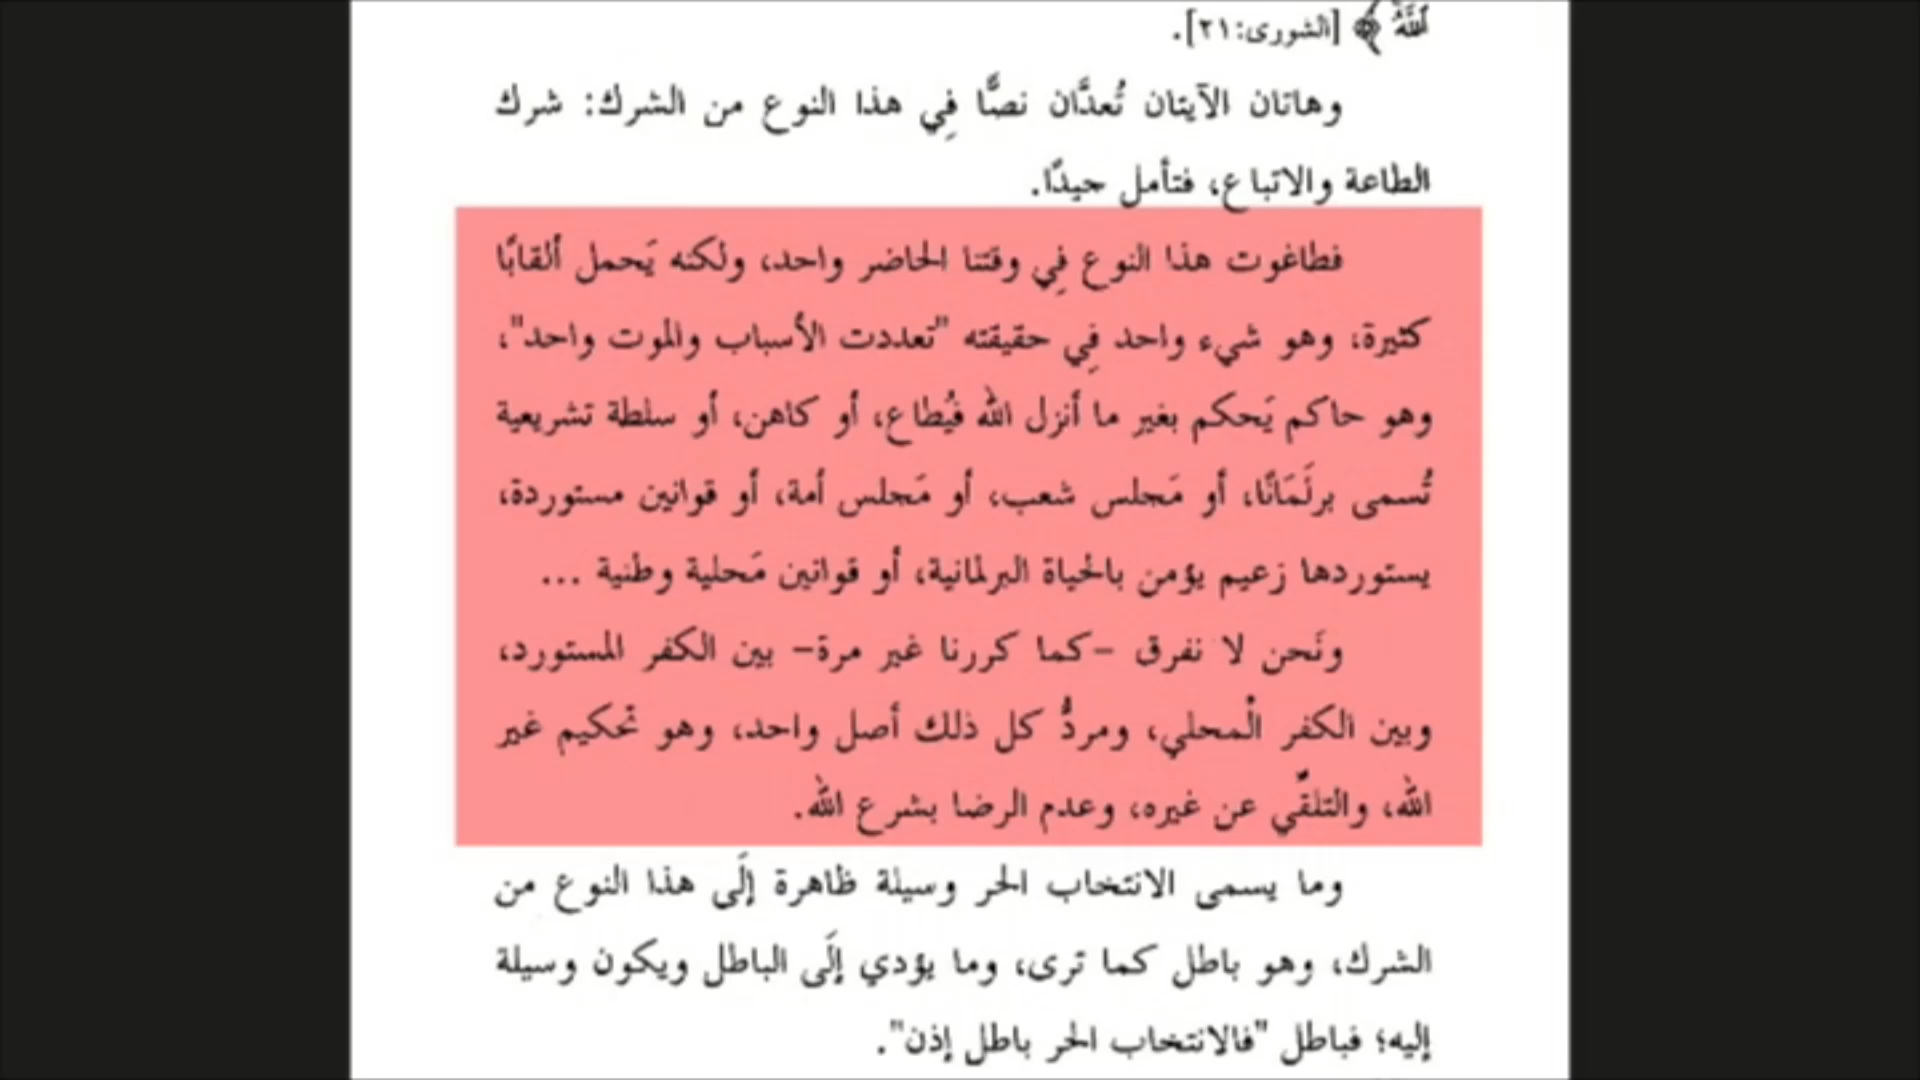 ٱللَّهُ ﴾ [الشورى:٢١].
وهاتان الآيتان تُعدَّان نصًّا فِي هذا النوع من الشرك: شرك
الطاعة والاتباع، فتأمل جيدًا.
فطاغوت هذا النوع فِي وقتنا الحاضر واحد، ولكنه يَحمل ألقابًا
كثيرة، وهو شيء واحد فِي حقيقته "تعددت الأسباب والموت واحد"،
وهو حاكم يَحكم بغير ما أنزل الله فيُطاع، أو كاهن، أو سلطة تشريعية
تُسمى برلَمَانًا، أو مَجلس شعب، أو مَجلس أمة، أو قوانين مستوردة،
يستوردها زعيم يؤمن بالحياة البرلمانية، أو قوانين مَحلية وطنية ...
ونَحن لا نفرق -كما كررنا غير مرة- بين الكفر المستورد،
وبين الكفر الْمحلي، ومردُّ كل ذلك أصل واحد، وهو تحكيم غير
الله، والتلقِّي عن غيره، وعدم الرضا بشرع الله.
وما يسمى الانتخاب الحر وسيلة ظاهرة إلَى هذا النوع من
الشرك، وهو باطل كما ترى، وما يؤدي إلَى الباطل ويكون وسيلة
إليه؛ فباطل "فالانتخاب الحر باطل إذن".